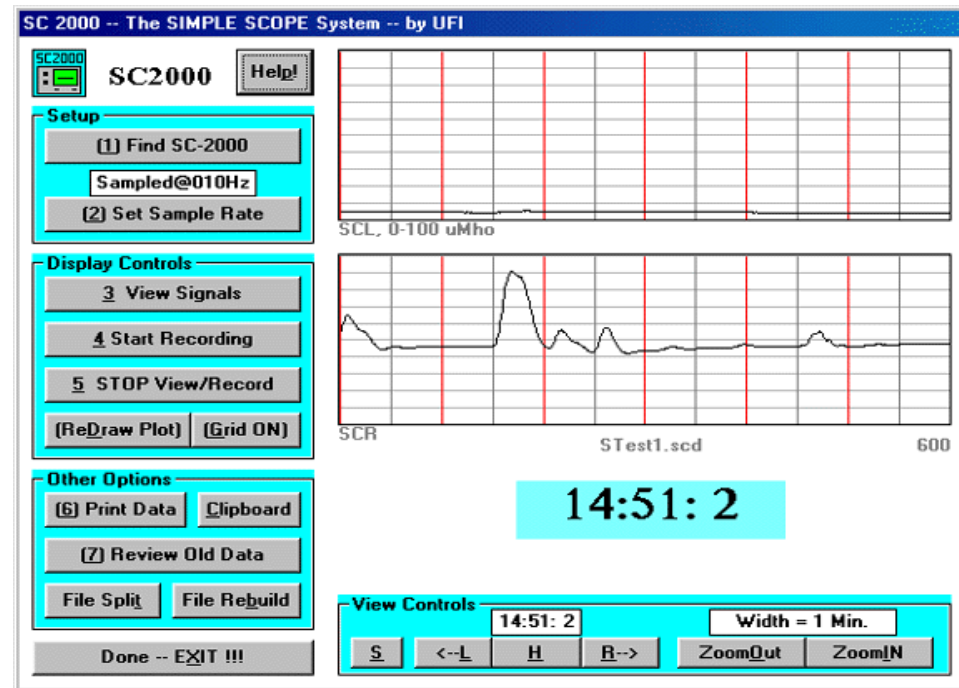 SC 2000 -- The SIMPLE SCOPE System -- by UFI
SC2000
SC2000
Help!
Setup
(1) Find SC-2000
Sampled@010Hz
(2) Set Sample Rate
Display Controls
3 View Signals
4 Start Recording
5 STOP View/Record
(ReDraw Plot) (Grid ON)
Other Options
(6) Print Data Clipboard
(7) Review Old Data
File Split File Rebuild
Done -- EXIT !!!
SCL, 0-100 uMho
SCR
STest1.scd 600
14:51: 2
View Controls
14:51: 2 Width = 1 Min.
S <--L H R--> ZoomOut ZoomIN